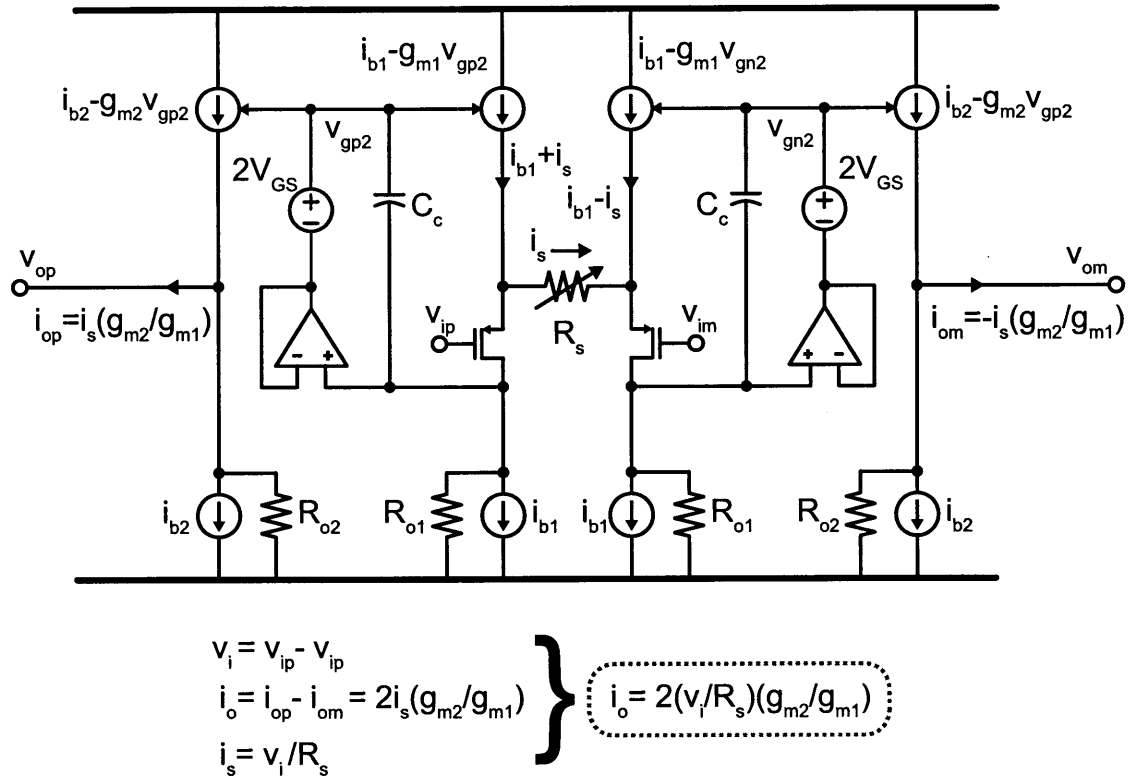 i_b1-g_m1v_gp2
i_b1-g_m1v_gn2
i_b2-g_m2v_gp2
i_b2-g_m2v_gp2
v_gp2
v_gn2
2V_GS
i_b1+i_s
i_b1-i_s
2V_GS
C_c
C_c
i_s
v_op
v_om
i_op=i_s(g_m2/g_m1)
v_ip
R_s
v_im
i_om=-i_s(g_m2/g_m1)
- +
+ -
i_b2
R_o2
R_o1
i_b1
i_b1
R_o1
R_o2
i_b2
v_i = v_ip - v_ip
i_o = i_op - i_om = 2i_s(g_m2/g_m1)
i_o = 2(v_i/R_s)(g_m2/g_m1)
i_s = v_i/R_s